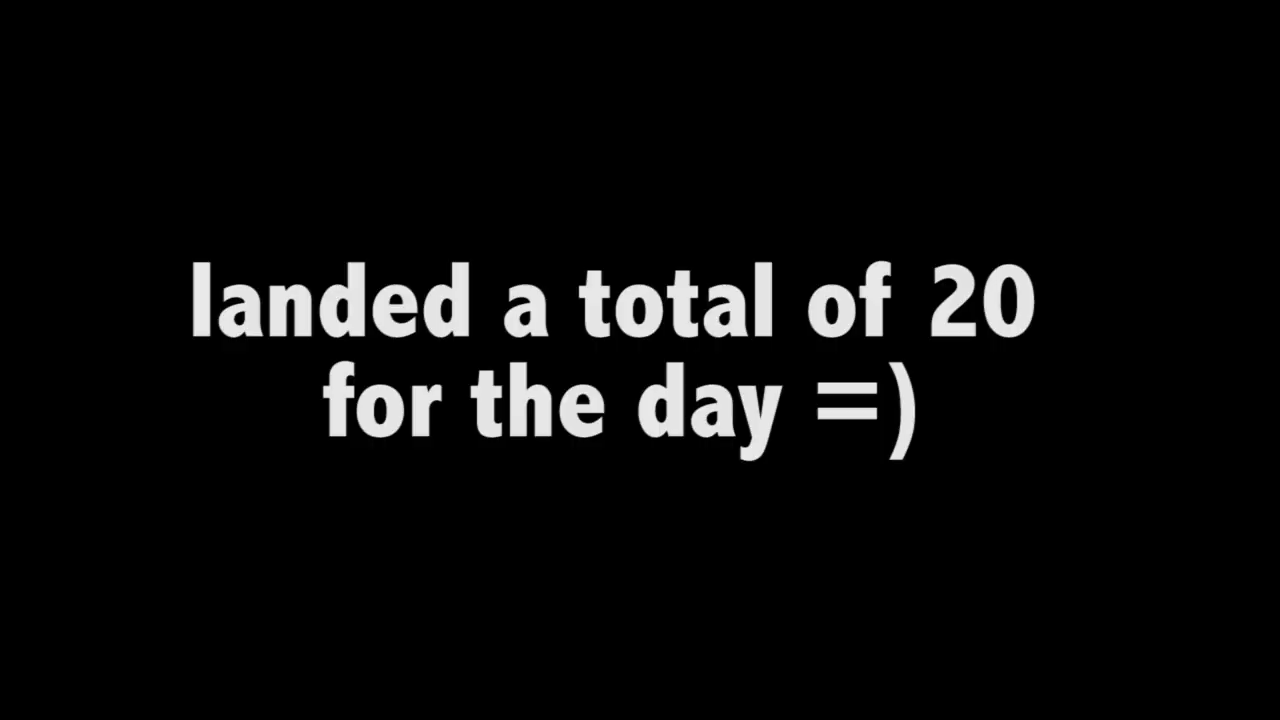 landed a total of 20
for the day =)